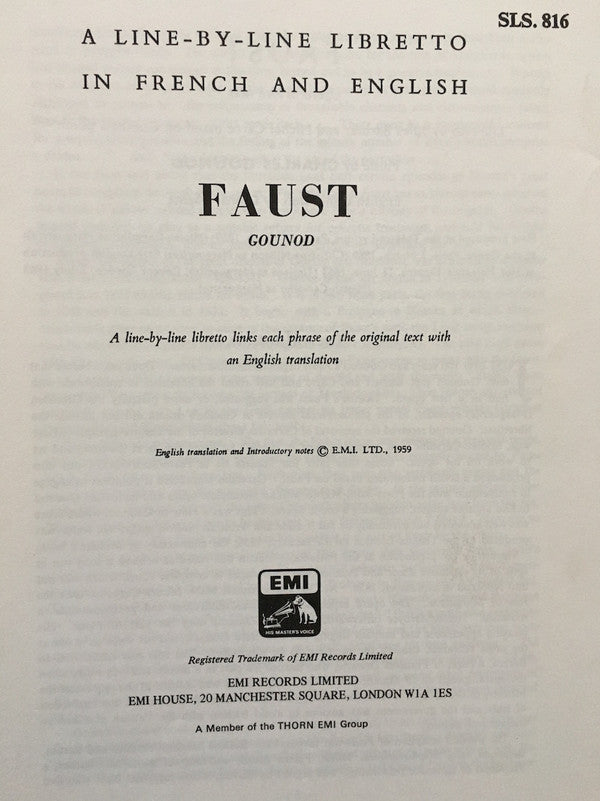 SLS. 816
A LINE-BY-LINE LIBRETTO
IN FRENCH AND ENGLISH
FAUST
GOUNOD
A line-by-line libretto links each phrase of the original text with
an English translation
English translation and Introductory notes © E.M.I. LTD., 1959
EMI
HIS MASTER'S VOICE
Registered Trademark of EMI Records Limited
EMI RECORDS LIMITED
EMI HOUSE, 20 MANCHESTER SQUARE, LONDON W1A 1ES
A Member of the THORN EMI Group